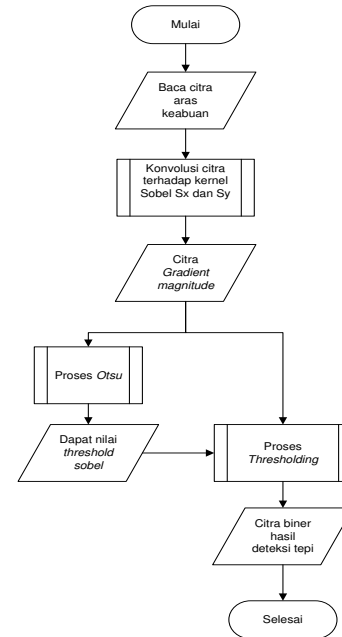 Mulai
Baca citra
aras
keabuan
Konvolusi citra
terhadap kernel
Sobel Sx dan Sy
Citra
Gradient
magnitude
Proses Otsu
Dapat nilai
threshold
sobel
Proses
Thresholding
Citra biner
hasil
deteksi tepi
Selesai